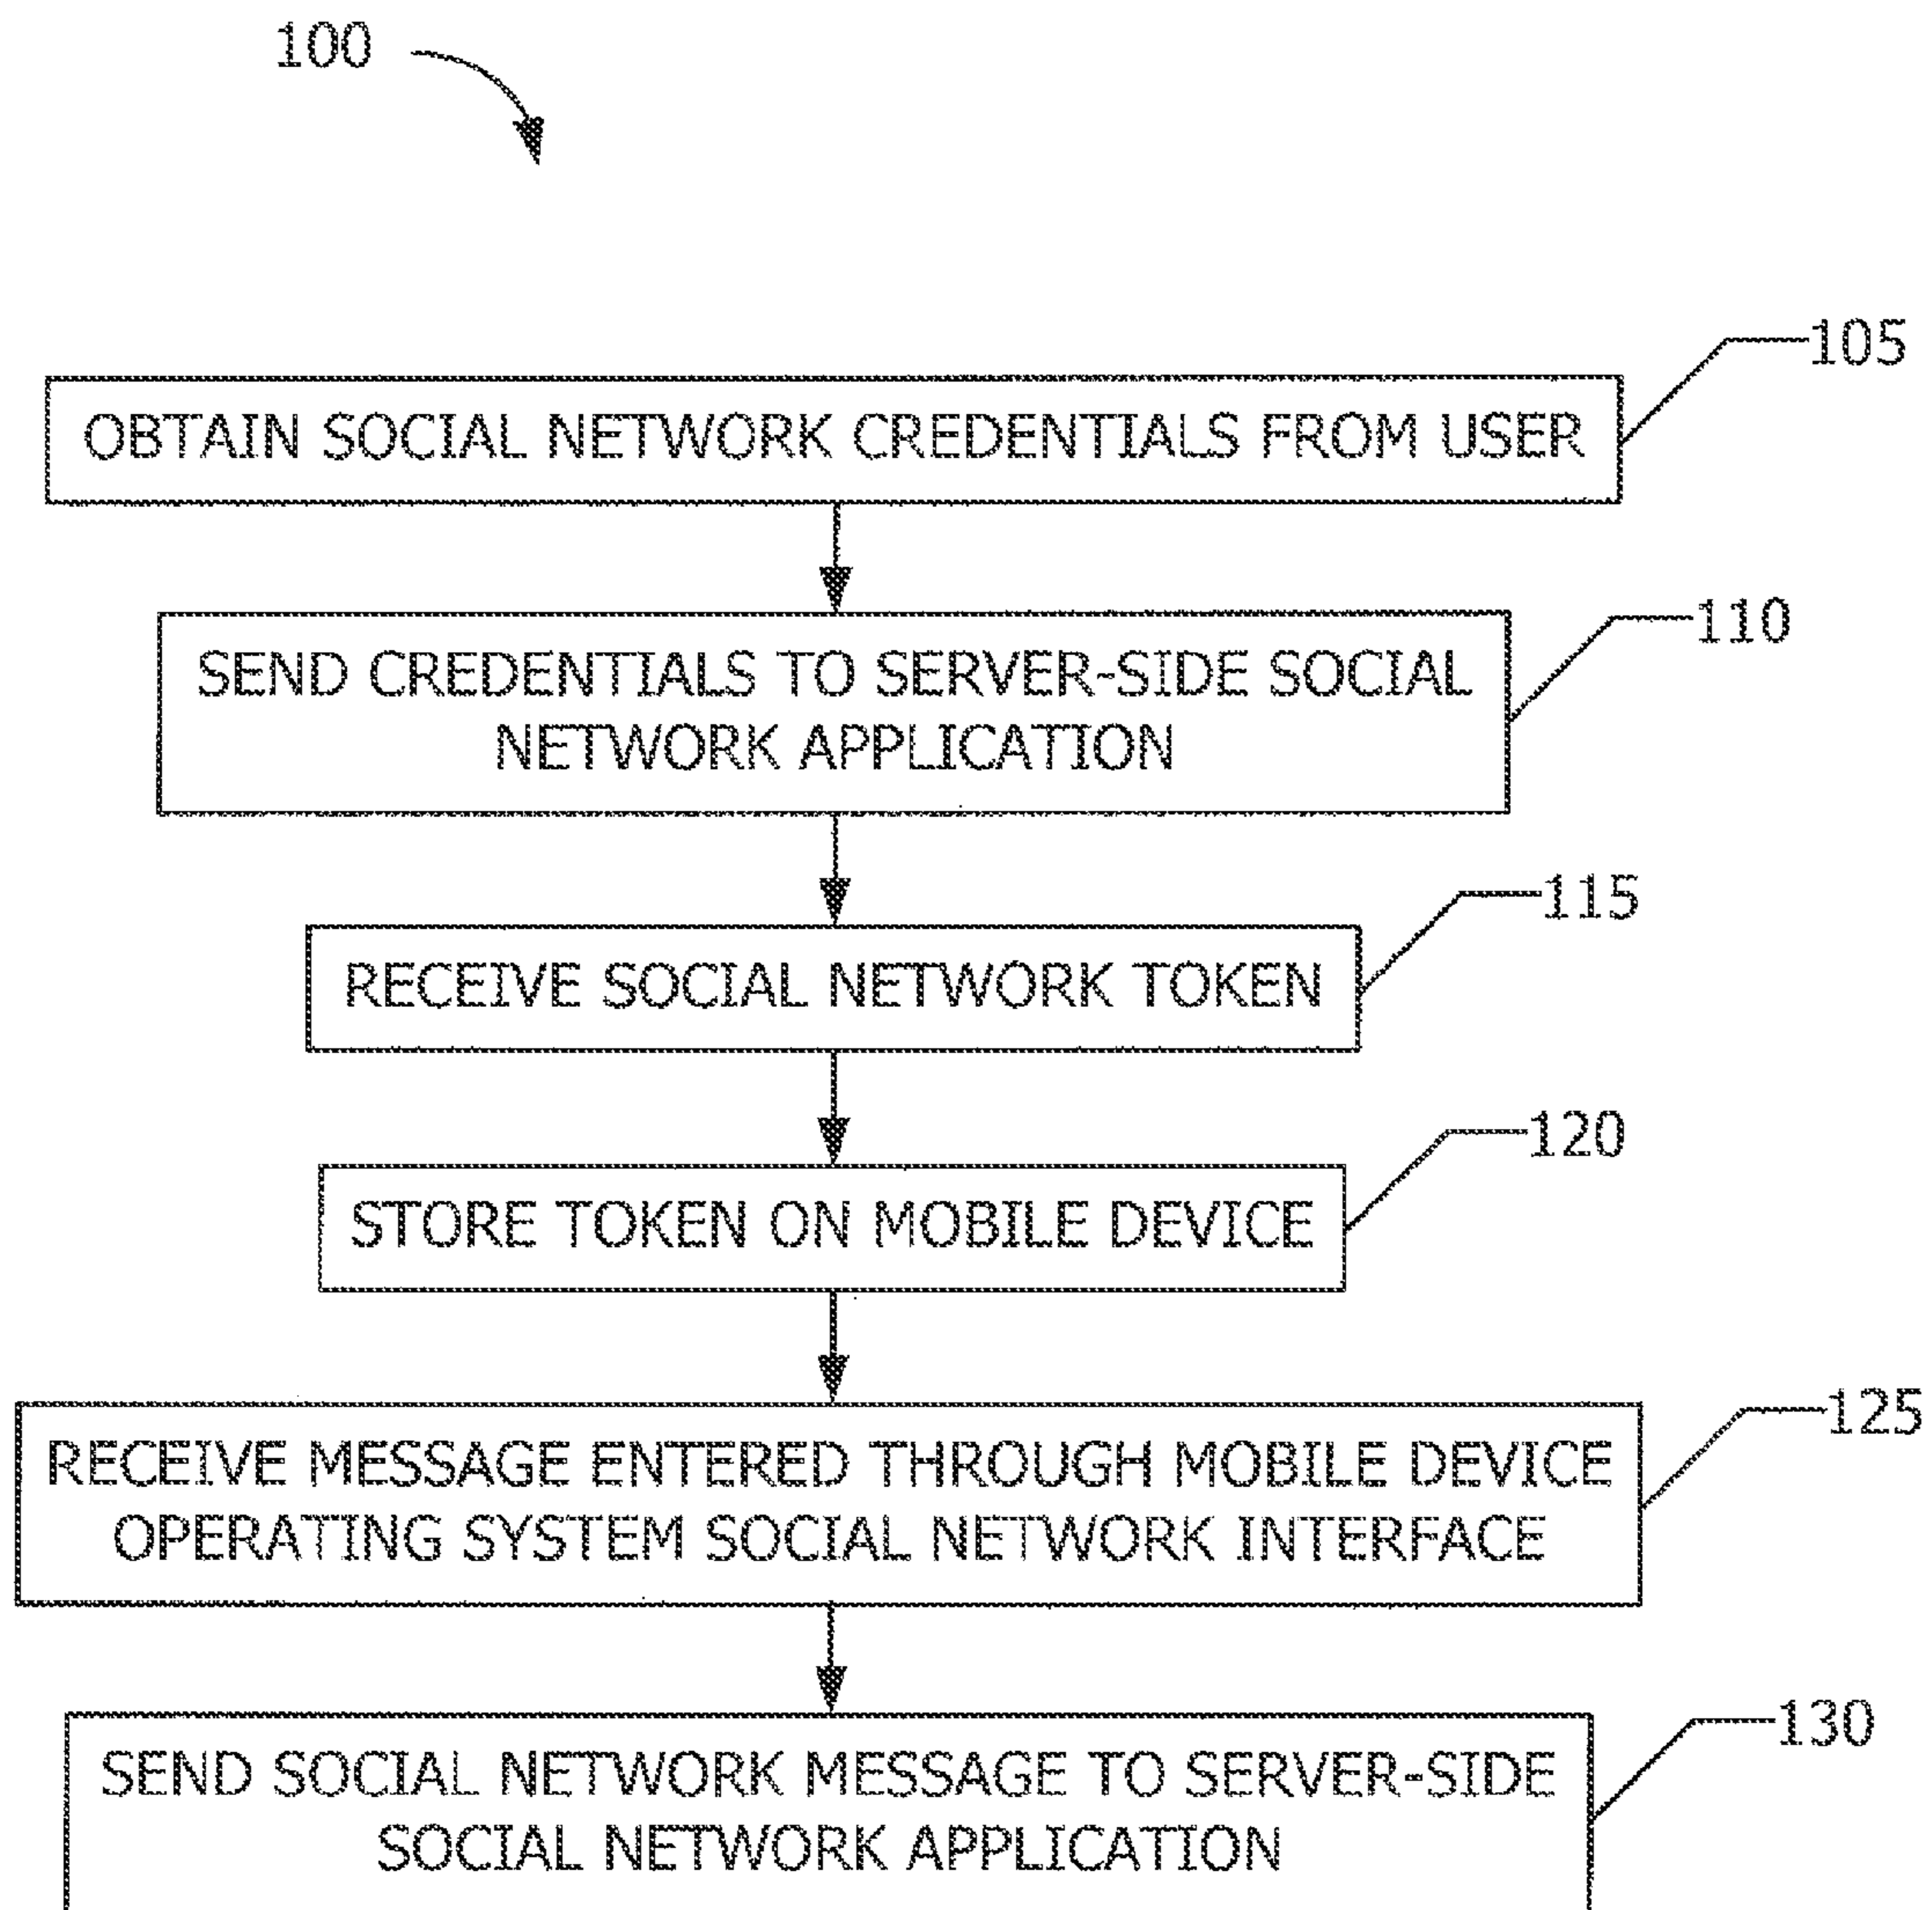 100
105
OBTAIN SOCIAL NETWORK CREDENTIALS FROM USER
110
SEND CREDENTIALS TO SERVER-SIDE SOCIAL
NETWORK APPLICATION
115
RECEIVE SOCIAL NETWORK TOKEN
120
STORE TOKEN ON MOBILE DEVICE
125
RECEIVE MESSAGE ENTERED THROUGH MOBILE DEVICE
OPERATING SYSTEM SOCIAL NETWORK INTERFACE
130
SEND SOCIAL NETWORK MESSAGE TO SERVER-SIDE
SOCIAL NETWORK APPLICATION